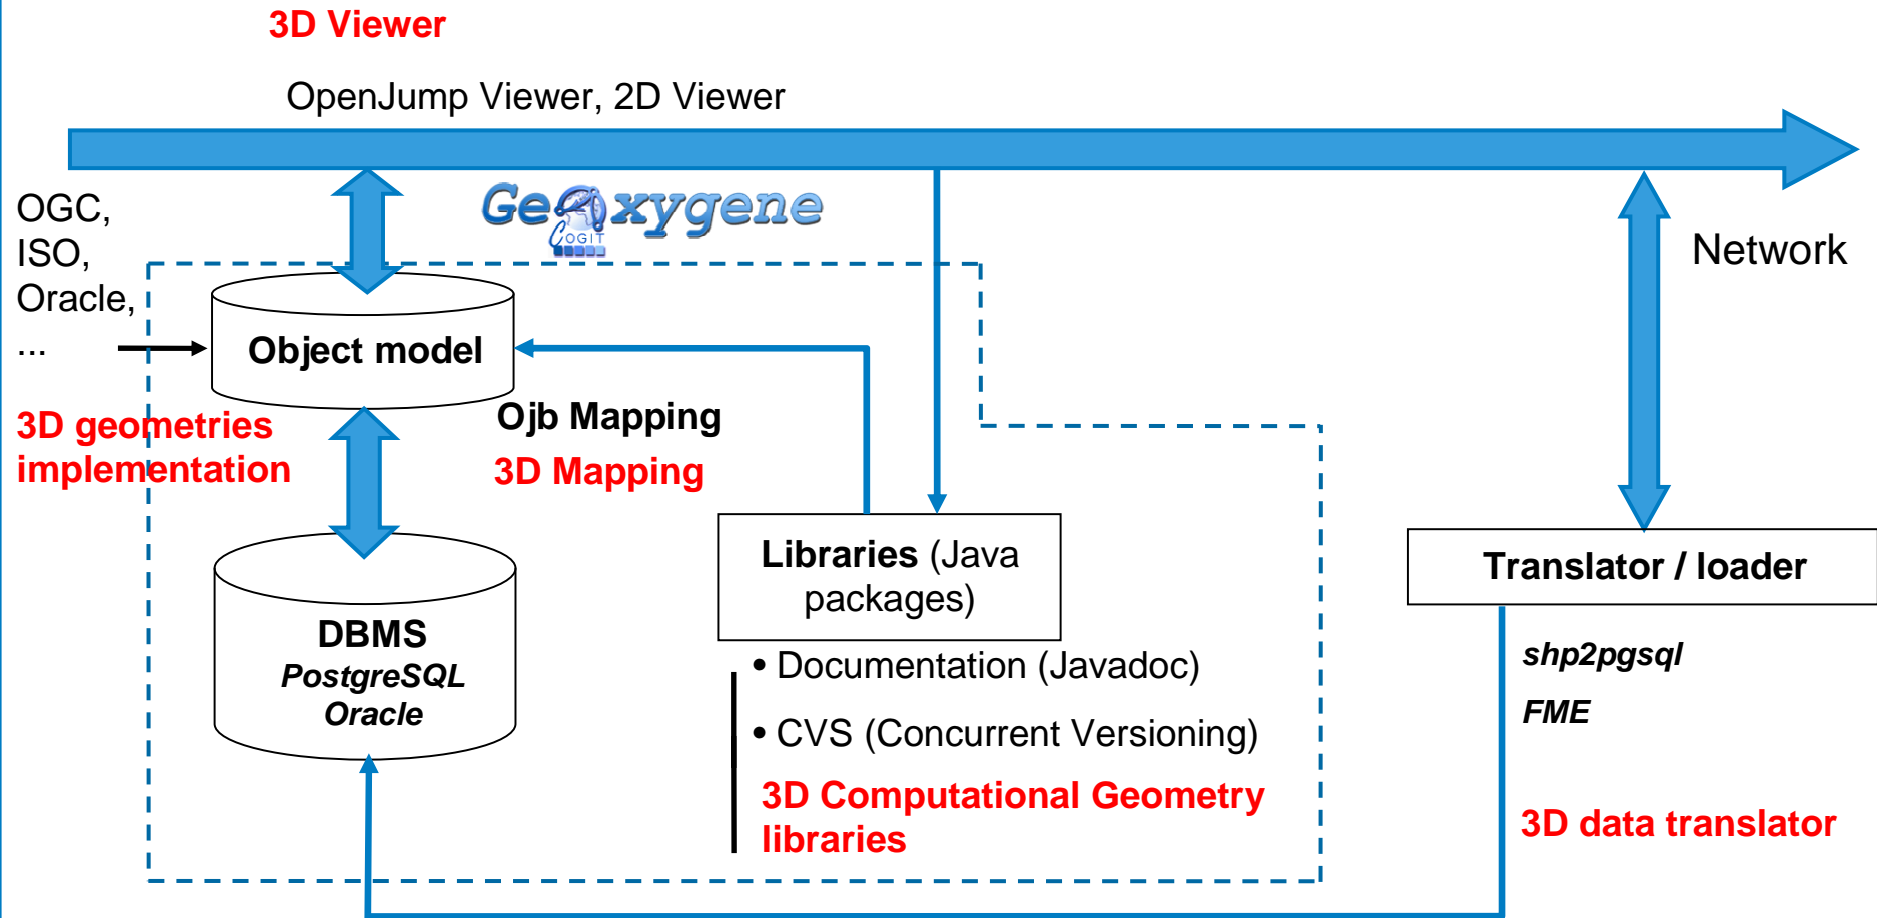 3D Viewer
OpenJump Viewer, 2D Viewer
GeOxygene
COGIT
OGC,
ISO,
Oracle,
...
Network
Object model
3D geometries
implementation
Ojb Mapping
3D Mapping
Libraries (Java
packages)
Translator / loader
DBMS
PostgreSQL
Oracle
• Documentation (Javadoc)
• CVS (Concurrent Versioning)
3D Computational Geometry
libraries
shp2pgsql
FME
3D data translator